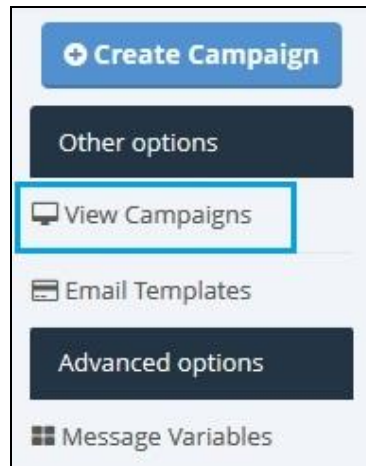 Create Campaign
Other options
View Campaigns
Email Templates
Advanced options
Message Variables